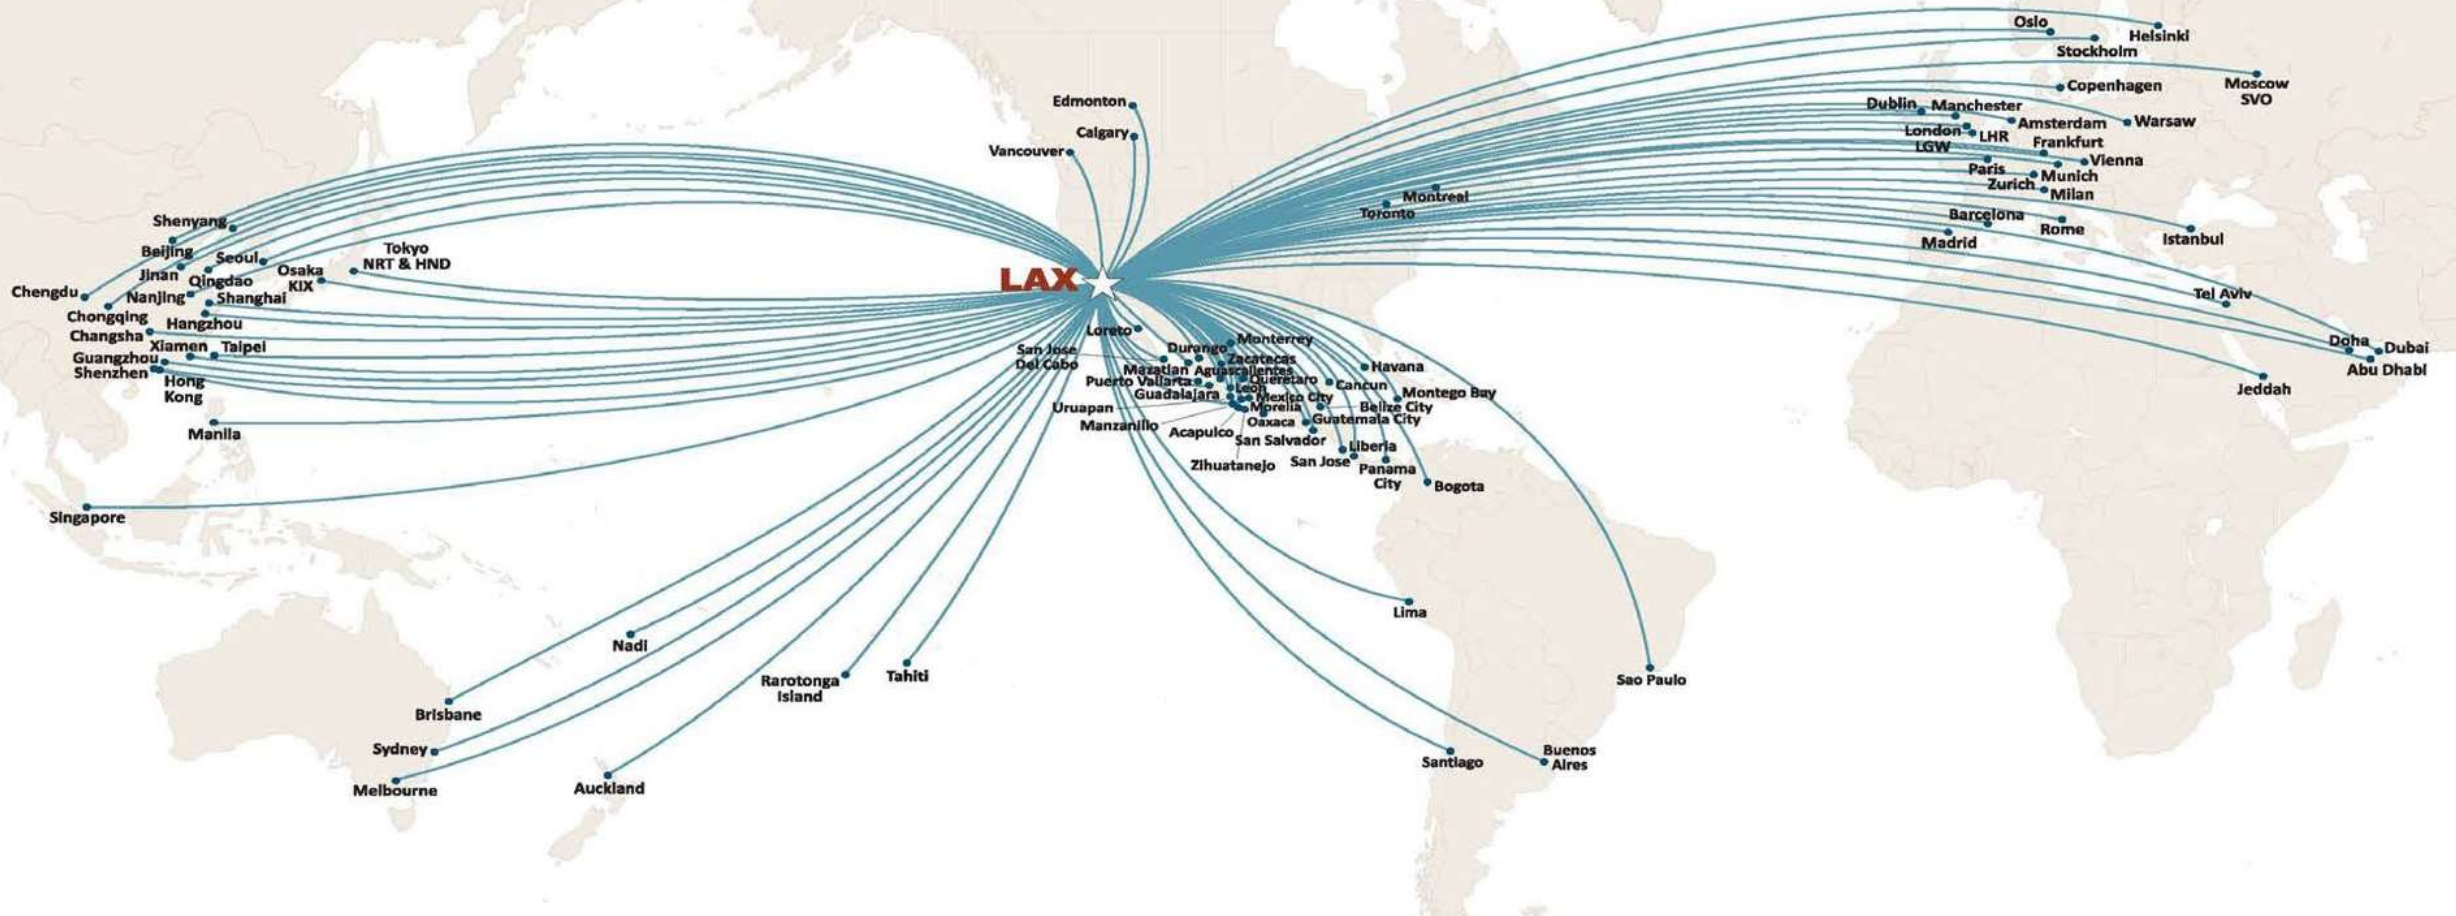 Oslo
Helsinki
Stockholm
Moscow
SVO
Copenhagen
Edmonton
Dublin
Manchester
Amsterdam
Warsaw
Calgary
London
LGW
LHR
Frankfurt
Vancouver
Vienna
Paris
Munich
Zurich
Milan
Montreal
Toronto
Barcelona
Rome
Madrid
Istanbul
Shenyang
Beijing
Seoul
Tokyo
NRT & HND
Jinan
Qingdao
Osaka
KIX
LAX
Chengdu
Nanjing
Shanghai
Tel Aviv
Chongqing
Hangzhou
Changsha
Loreto
Monterrey
Xiamen
Taipei
San Jose
Del Cabo
Durango
Doha
Dubai
Guangzhou
Zacatecas
Abu Dhabi
Shenzhen
Hong
Kong
Mazatlan
Aguascalientes
Havana
Puerto Vallarta
Queretaro
Cancun
Jeddah
Leon
Guadalajara
Mexico City
Montego Bay
Uruapan
Morelia
Belize City
Manzanillo
Oaxaca
Guatemala City
Manila
Acapulco
San Salvador
Liberia
Zihuatanejo
San Jose
Panama
City
Bogota
Singapore
Lima
Nadi
Rarotonga
Island
Tahiti
Sao Paulo
Brisbane
Sydney
Santiago
Buenos
Aires
Melbourne
Auckland